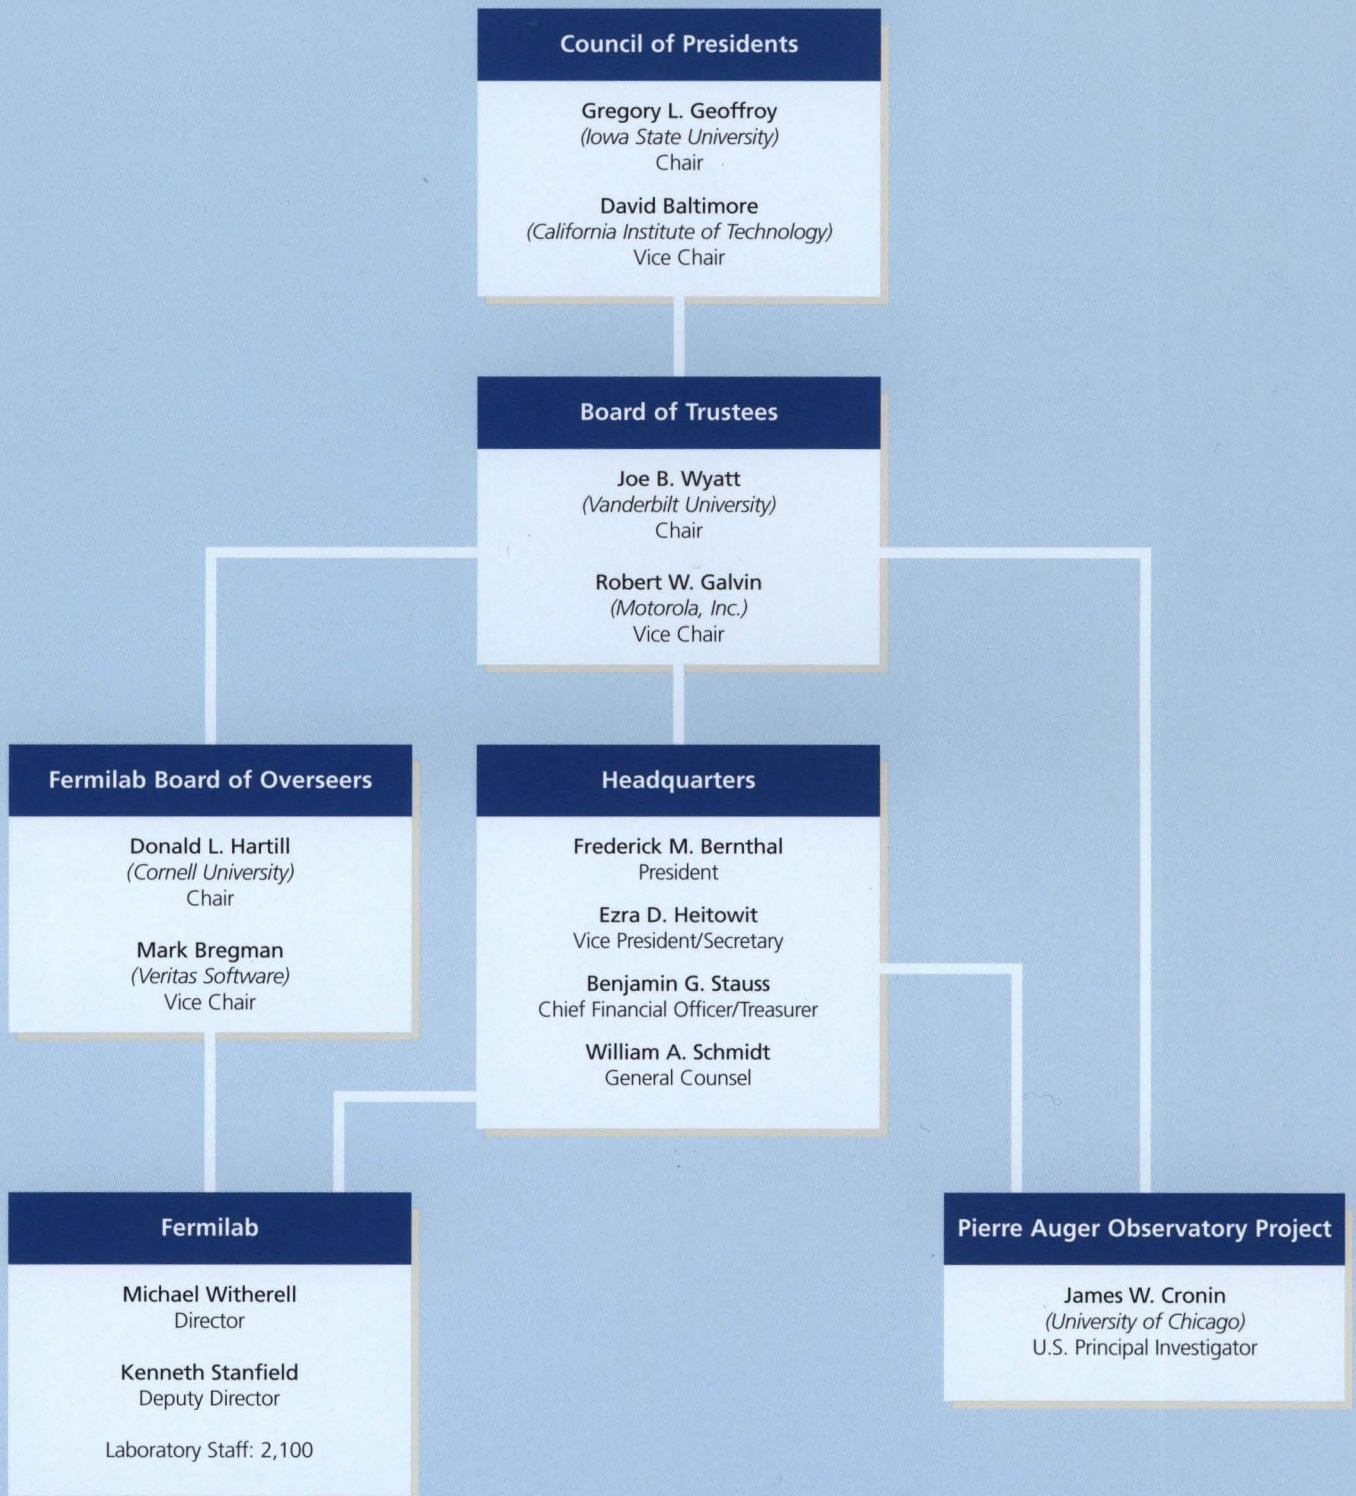 Council of Presidents
Gregory L. Geoffroy
(Iowa State University)
Chair
David Baltimore
(California Institute of Technology)
Vice Chair
Board of Trustees
Joe B. Wyatt
(Vanderbilt University)
Chair
Robert W. Galvin
(Motorola, Inc.)
Vice Chair
Fermilab Board of Overseers
Donald L. Hartill
(Cornell University)
Chair
Mark Bregman
(Veritas Software)
Vice Chair
Headquarters
Frederick M. Bernthal
President
Ezra D. Heitowit
Vice President/Secretary
Benjamin G. Stauss
Chief Financial Officer/Treasurer
William A. Schmidt
General Counsel
Fermilab
Michael Witherell
Director
Kenneth Stanfield
Deputy Director
Laboratory Staff: 2,100
Pierre Auger Observatory Project
James W. Cronin
(University of Chicago)
U.S. Principal Investigator